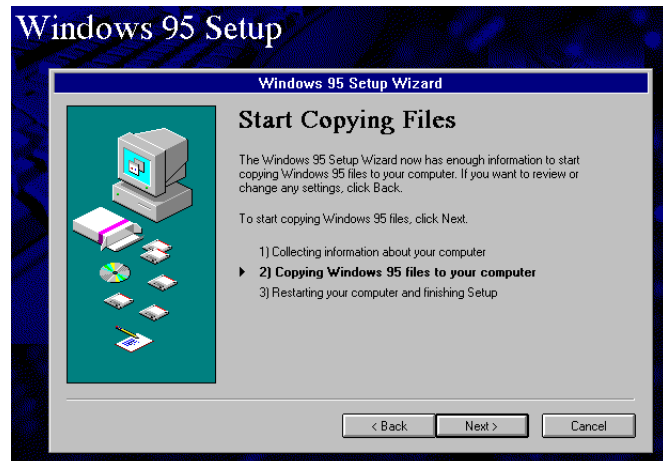 Windows 95 Setup
Windows 95 Setup Wizard
Start Copying Files
The Windows 95 Setup Wizard now has enough information to start
copying Windows 95 files to your computer. If you want to review or
change any settings, click Back.
To start copying Windows 95 files, click Next.
1) Collecting information about your computer
2) Copying Windows 95 files to your computer
3) Restarting your computer and finishing Setup
< Back
Next >
Cancel